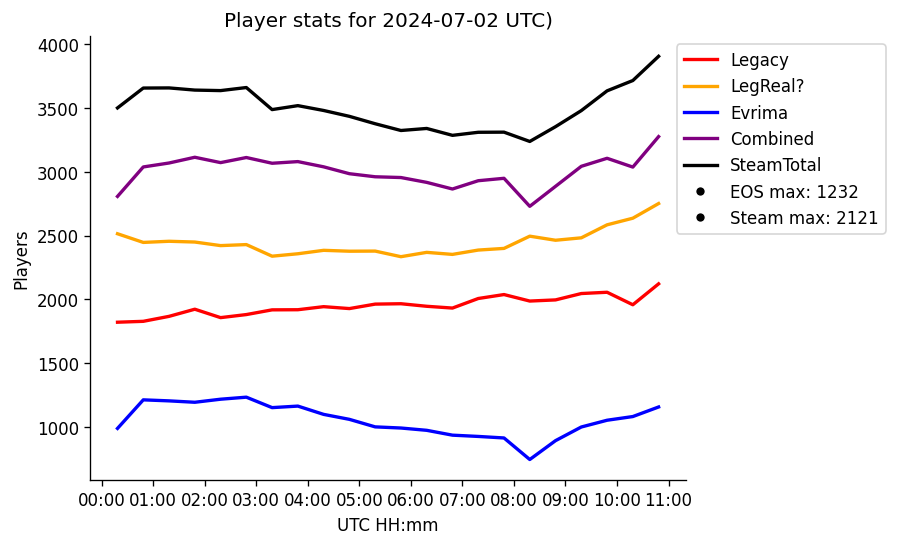 Player stats for 2024-07-02 UTC)
4000
3500
3000
2500
2000
1500
1000
Players
00:00 01:00 02:00 03:00 04:00 05:00 06:00 07:00 08:00 09:00 10:00 11:00
UTC HH:mm
Legacy
LegReal?
Evrima
Combined
SteamTotal
EOS max: 1232
Steam max: 2121